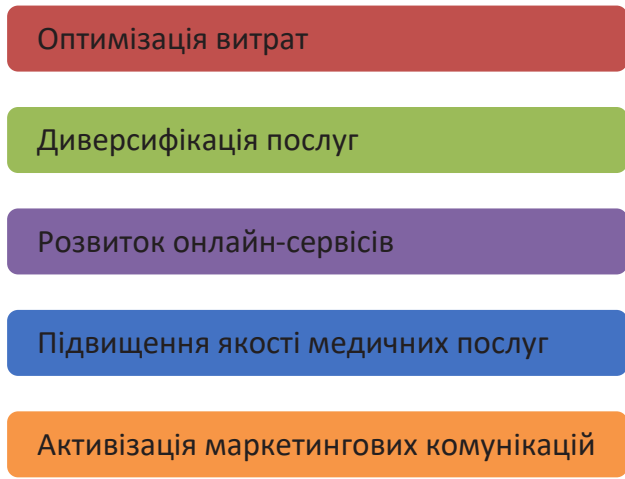 Оптимізація витрат
Диверсифікація послуг
Розвиток онлайн-сервісів
Підвищення якості медичних послуг
Активізація маркетингових комунікацій